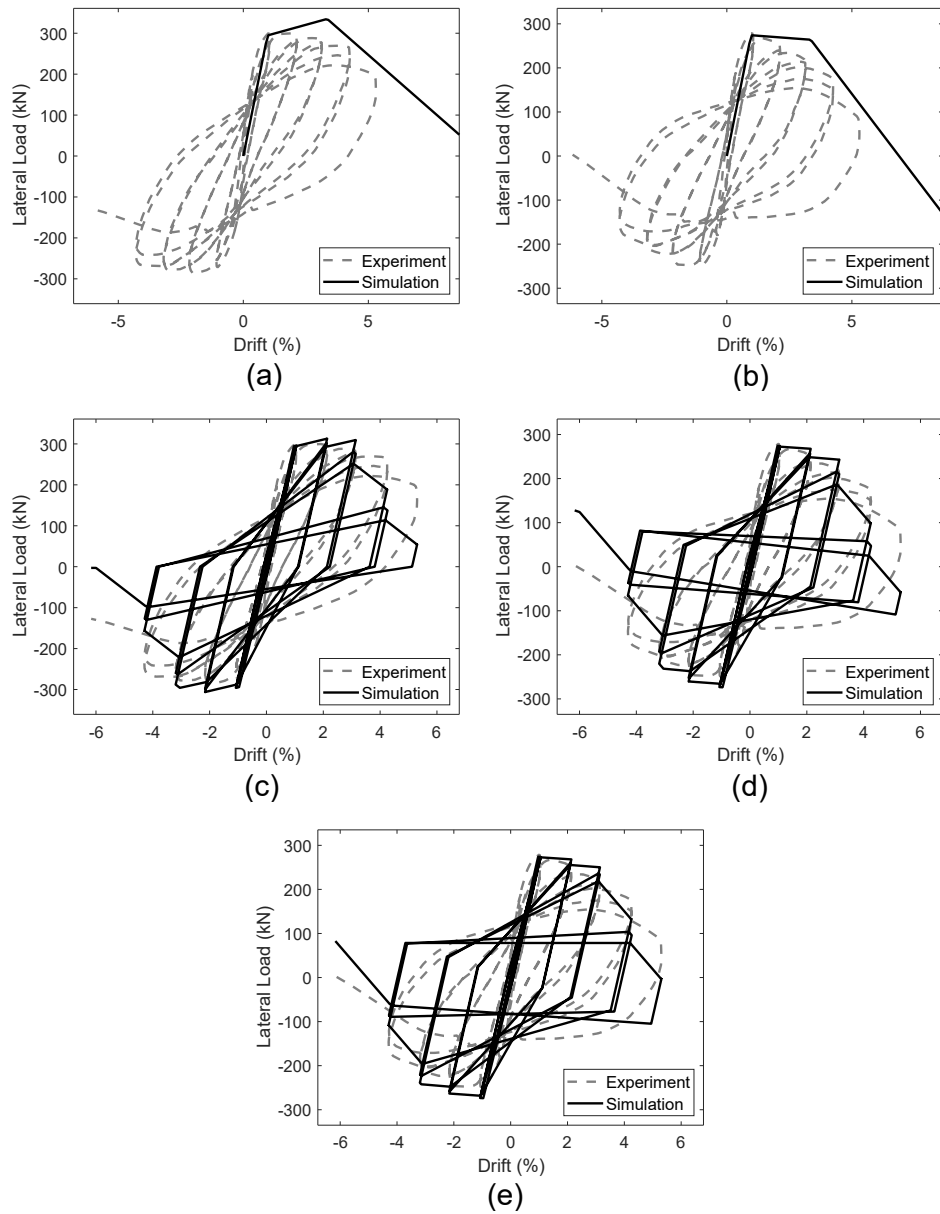 300
200
100
0
-100
-200
-300
Lateral Load (kN)
-5
0
5
Drift (%)
Experiment
Simulation
(a)
300
200
100
0
-100
-200
-300
Lateral Load (kN)
-5
0
5
Drift (%)
Experiment
Simulation
(b)
300
200
100
0
-100
-200
-300
Lateral Load (kN)
-6
-4
-2
0
2
4
6
Drift (%)
Experiment
Simulation
(c)
300
200
100
0
-100
-200
-300
Lateral Load (kN)
-6
-4
-2
0
2
4
6
Drift (%)
Experiment
Simulation
(d)
300
200
100
0
-100
-200
-300
Lateral Load (kN)
-6
-4
-2
0
2
4
6
Drift (%)
Experiment
Simulation
(e)